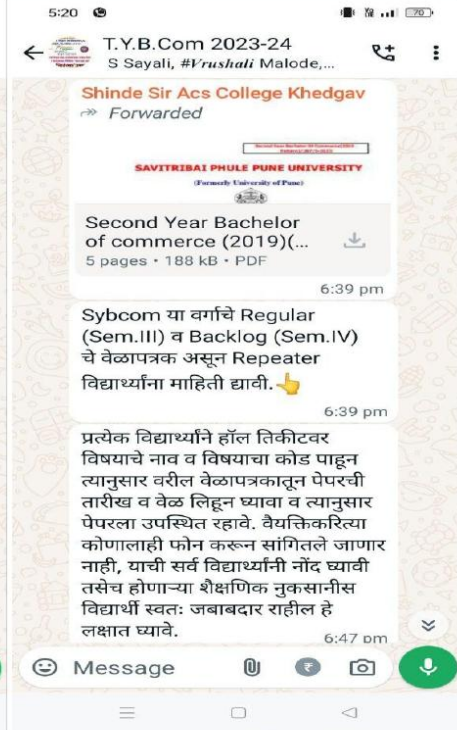 5:20
70
T.Y.B.Com 2023-24
S Sayali, #Vrushali Malode,...
Shinde Sir Acs College Khedgav
Forwarded
SAVITRIBAI PHULE PUNE UNIVERSITY
(Formerly University of Pune)
Second Year Bachelor
of commerce (2019)(...
5 pages • 188 kB • PDF
6:39 pm
Sybcom या वर्गाचे Regular
(Sem.III) व Backlog (Sem.IV)
चे वेळापत्रक असून Repeater
विद्यार्थ्यांना माहिती द्यावी.👆
6:39 pm
प्रत्येक विद्यार्थ्यांने हॉल तिकीटवर
विषयाचे नाव व विषयाचा कोड पाहून
त्यानुसार वरील वेळापत्रकातून पेपरची
तारीख व वेळ लिहून घ्यावा व त्यानुसार
पेपरला उपस्थित रहावे. वैयक्तिकरित्या
कोणालाही फोन करून सांगितले जाणार
नाही, याची सर्व विद्यार्थ्यांनी नोंद घ्यावी
तसेच होणाऱ्या शैक्षणिक नुकसानीस
विद्यार्थी स्वतः जबाबदार राहील हे
लक्षात घ्यावे.
6:47 pm
Message